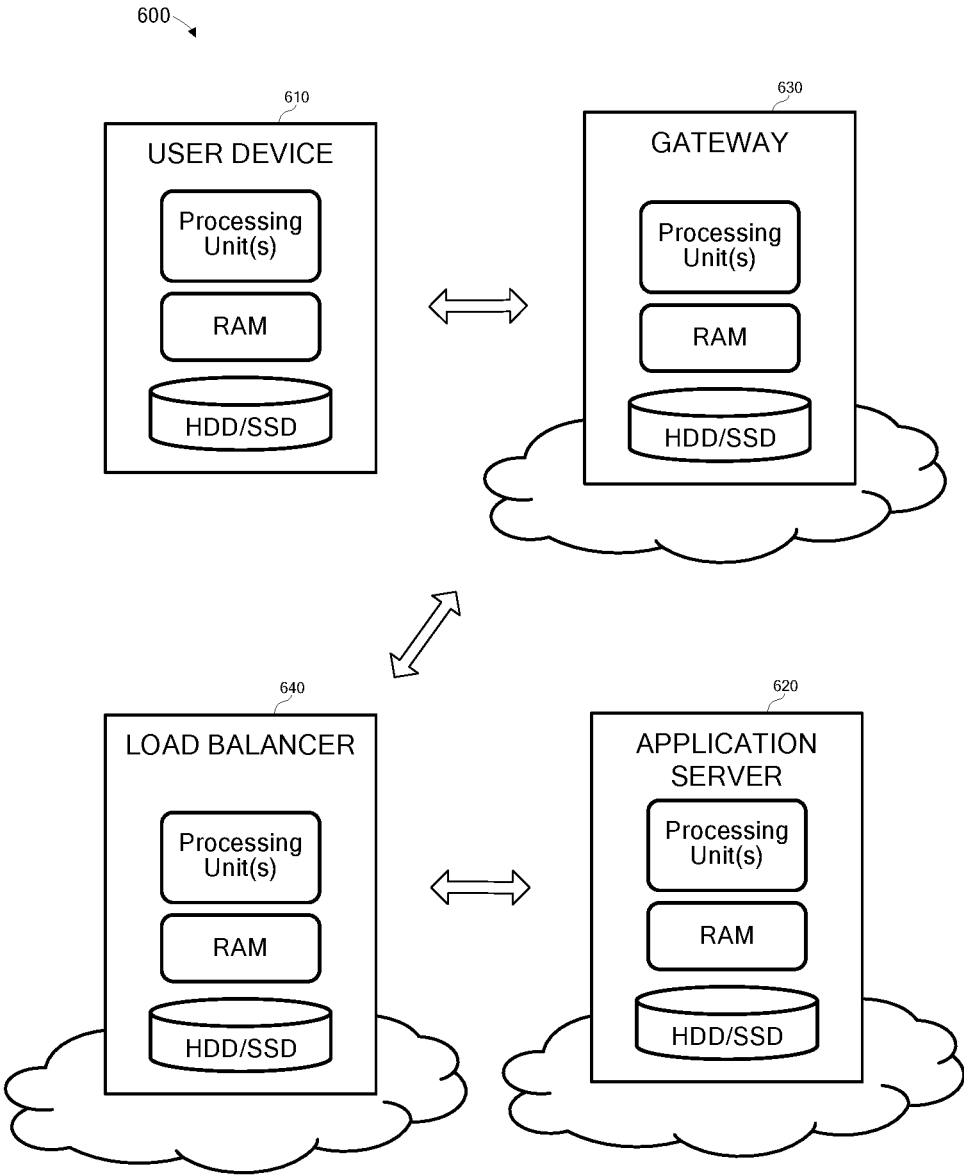 600
610
USER DEVICE
Processing
Unit(s)
RAM
HDD/SSD
630
GATEWAY
Processing
Unit(s)
RAM
HDD/SSD
640
LOAD BALANCER
Processing
Unit(s)
RAM
HDD/SSD
620
APPLICATION
SERVER
Processing
Unit(s)
RAM
HDD/SSD